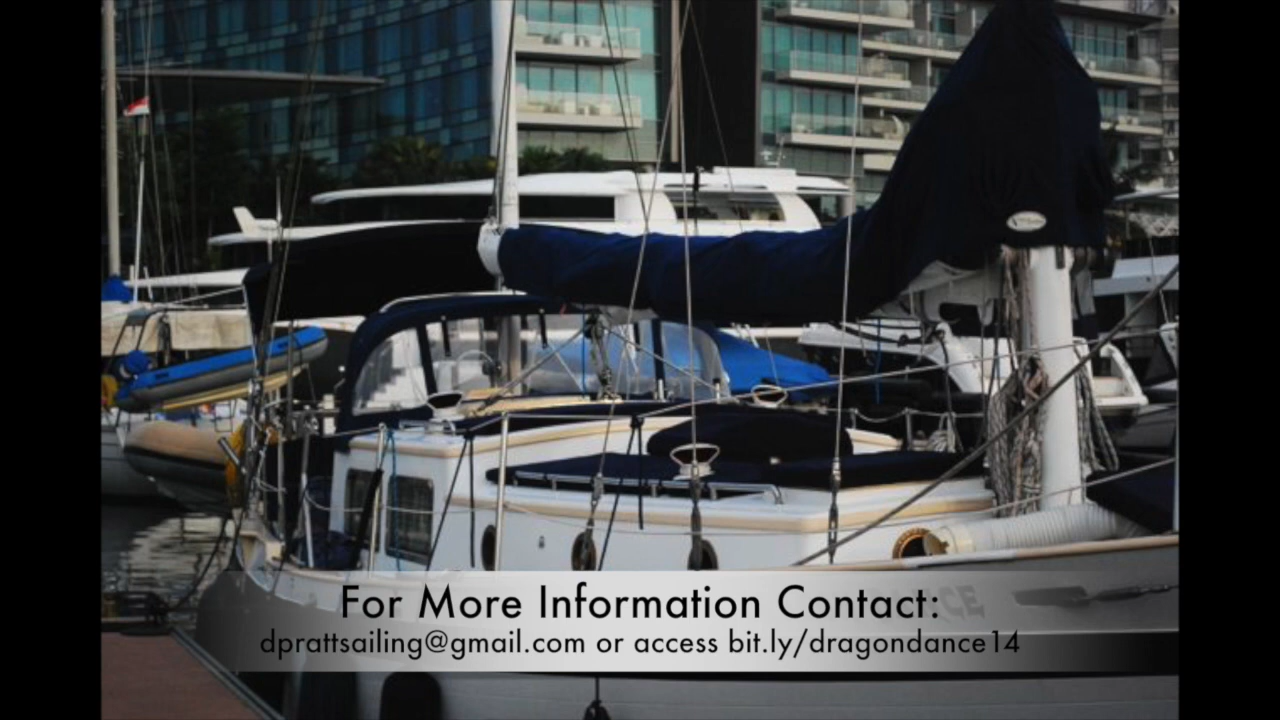 For More Information Contact:
dprattsailing@gmail.com or access bit.ly/dragondance14